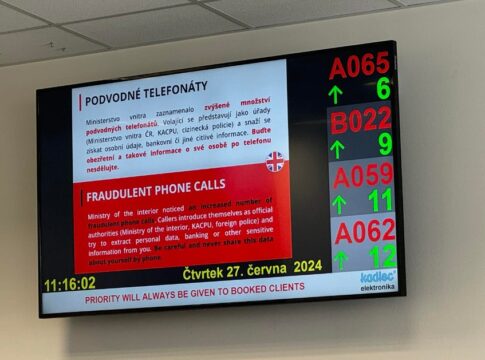 PODVODNÉ TELEFONÁTY
Ministerstvo vnitra zaznamenalo zvýšené množství
podvodných telefonátů. Volající se představují jako úřady
(Ministerstvo vnitra ČR, KACPU, cizinecká policie) a snaží se
získat osobní údaje, bankovní či jiné citlivé informace. Buďte
obezřetní a takové informace o své osobě po telefonu
nesdělujte.
FRAUDULENT PHONE CALLS
Ministry of the interior noticed an increased number of
fraudulent phone calls. Callers introduce themselves as official
authorities (Ministry of the interior, KACPU, foreign police) and
try to extract personal data, banking or other sensitive
information from you. Be careful and never share this data
about yourself by phone.
A065
6
B022
9
A059
11
A062
12
11:16:02
Čtvrtek 27. června 2024
kadlec
elektronika
PRIORITY WILL ALWAYS BE GIVEN TO BOOKED CLIENTS